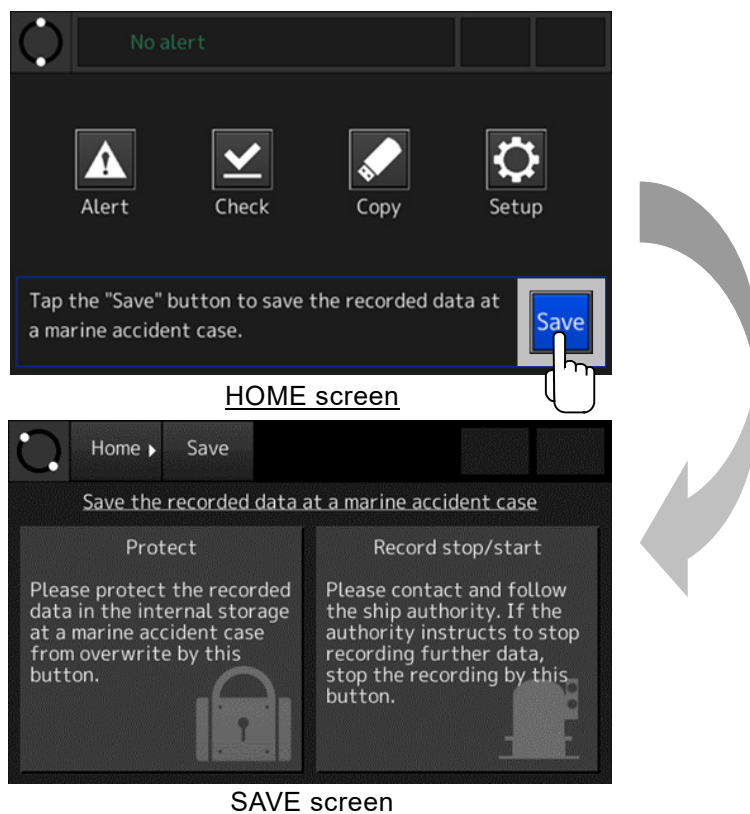 No alert
Alert Check Copy Setup
Tap the "Save" button to save the recorded data at
a marine accident case.
Save
HOME screen
Home Save
Save the recorded data at a marine accident case
Protect
Please protect the recorded
data in the internal storage
at a marine accident case
from overwrite by this
button.
Record stop/start
Please contact and follow
the ship authority. If the
authority instructs to stop
recording further data,
stop the recording by this
button.
SAVE screen